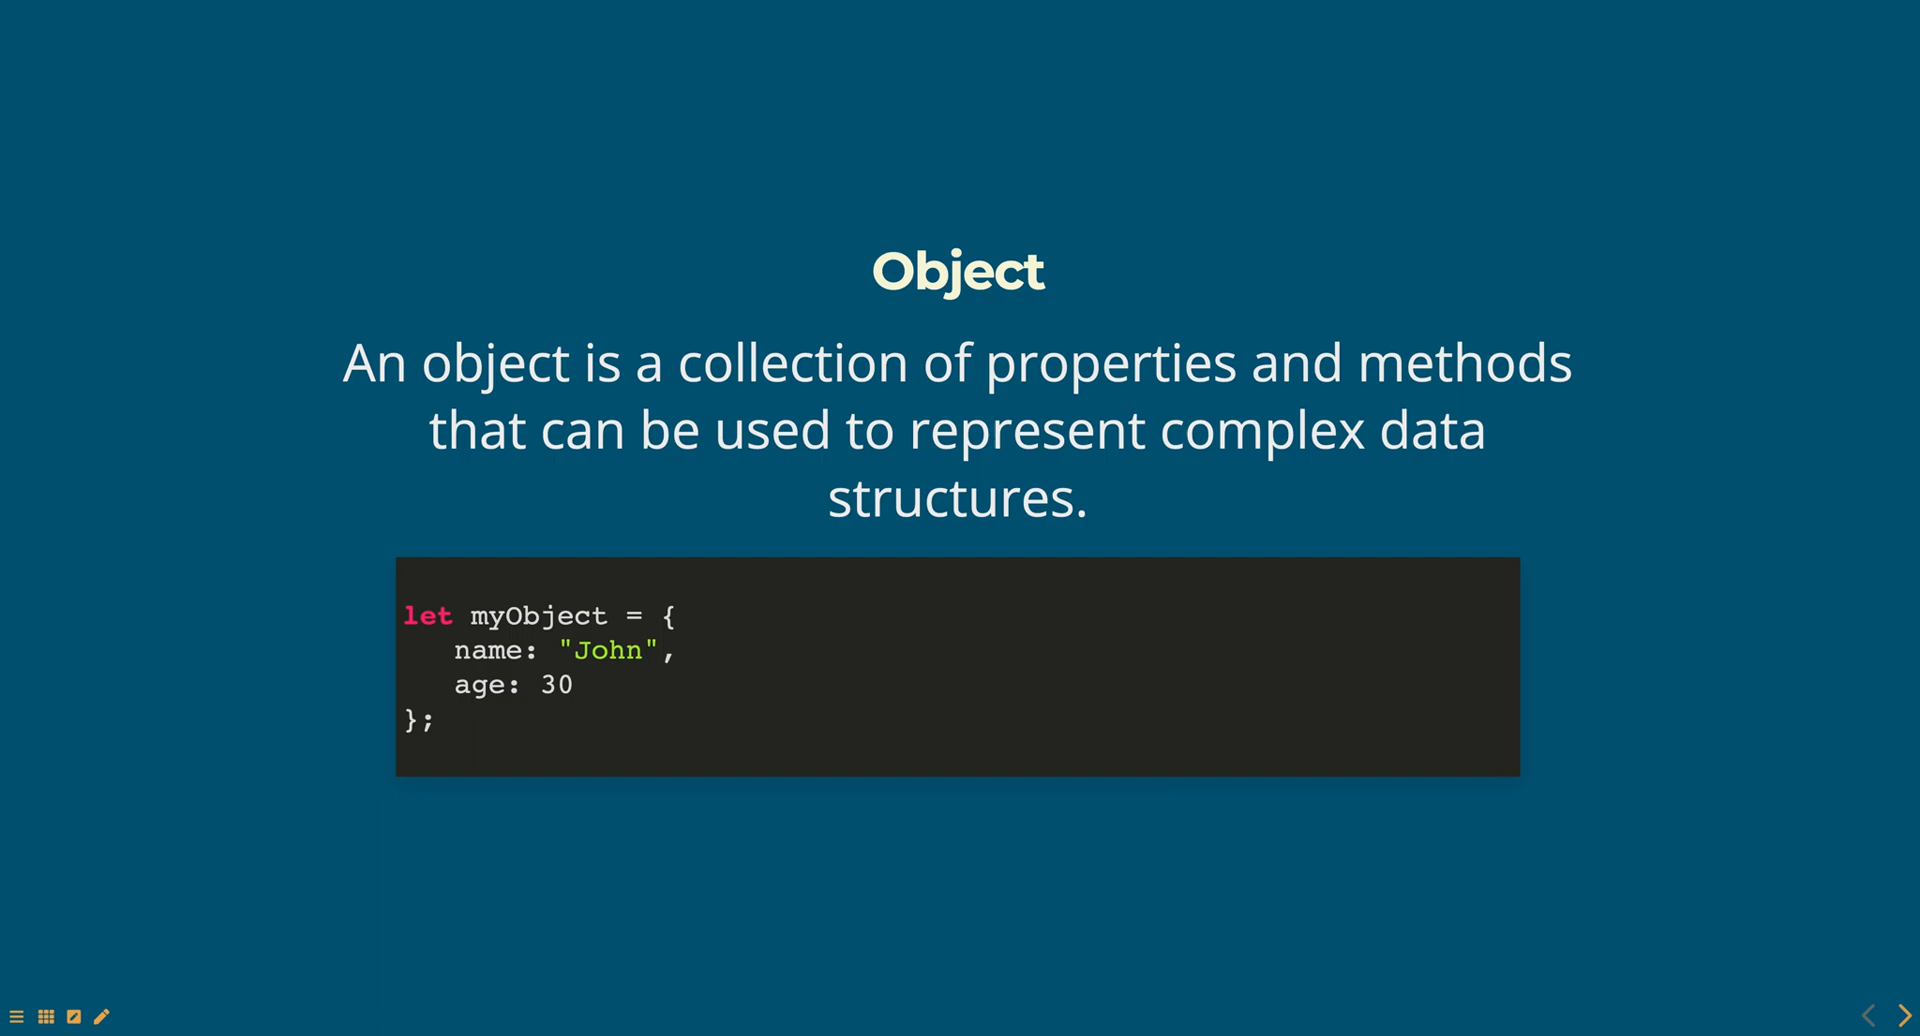 Object
An object is a collection of properties and methods
that can be used to represent complex data
structures.
let myObject = {
   name: "John",
   age: 30
};